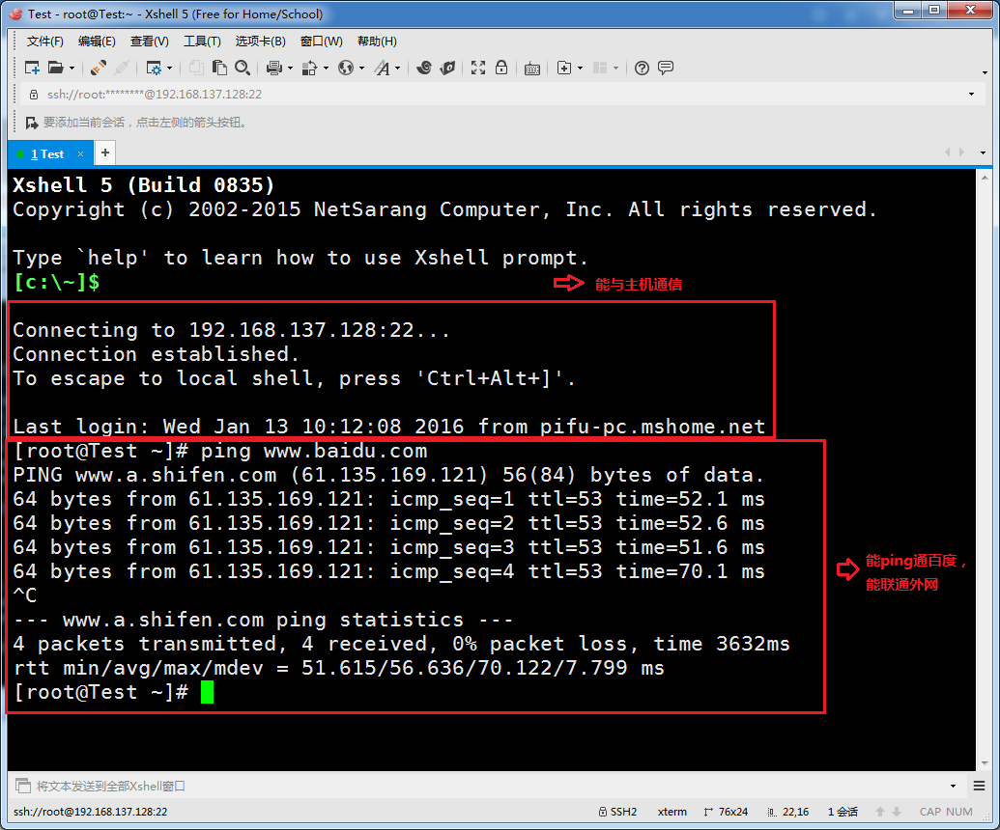 Test - root@Test:~ - Xshell 5 (Free for Home/School)
文件(F) 编辑(E) 查看(V) 工具(T) 选项卡(B) 窗口(W) 帮助(H)
ssh://root:********@192.168.137.128:22
要添加当前会话，点击左侧的箭头按钮。
1 Test × +
Xshell 5 (Build 0835)
Copyright (c) 2002-2015 NetSarang Computer, Inc. All rights reserved.
Type `help' to learn how to use Xshell prompt.
[c:\~]$
能与主机通信
Connecting to 192.168.137.128:22...
Connection established.
To escape to local shell, press 'Ctrl+Alt+]'.
Last login: Wed Jan 13 10:12:08 2016 from pifu-pc.mshome.net
[root@Test ~]# ping www.baidu.com
PING www.a.shifen.com (61.135.169.121) 56(84) bytes of data.
64 bytes from 61.135.169.121: icmp_seq=1 ttl=53 time=52.1 ms
64 bytes from 61.135.169.121: icmp_seq=2 ttl=53 time=52.6 ms
64 bytes from 61.135.169.121: icmp_seq=3 ttl=53 time=51.6 ms
64 bytes from 61.135.169.121: icmp_seq=4 ttl=53 time=70.1 ms
能ping通百度，
能联通外网
^C
--- www.a.shifen.com ping statistics ---
4 packets transmitted, 4 received, 0% packet loss, time 3632ms
rtt min/avg/max/mdev = 51.615/56.636/70.122/7.799 ms
[root@Test ~]#
将文本发送到全部Xshell窗口
ssh://root@192.168.137.128:22 SSH2 xterm 76x24 22,16 1 会话 CAP NUM